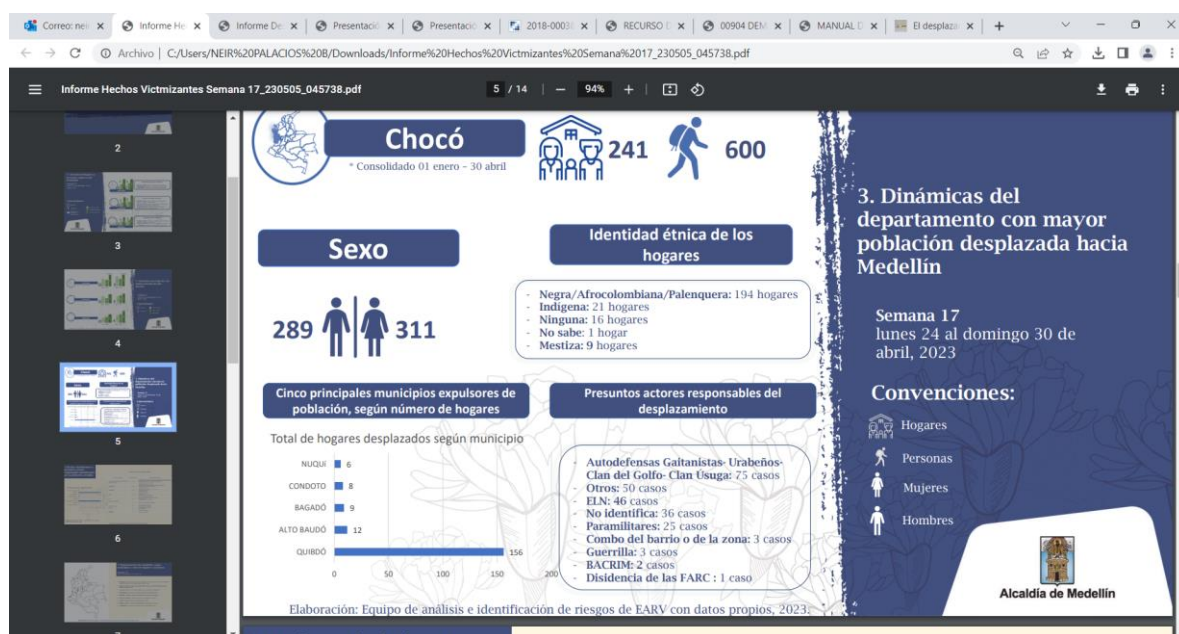 Correo: nei
Informe He
Informe De
Presentació
Presentació
2018-00038
RECURSO D
00904 DEM
MANUAL D
El desplaza
Archivo | C:/Users/NEIR%20PALACIOS%20B/Downloads/Informe%20Hechos%20Victmizantes%20Semana%2017_230505_045738.pdf
Informe Hechos Victmizantes Semana 17_230505_045738.pdf
5 / 14
94%
2
3
4
5
6
Chocó
* Consolidado 01 enero - 30 abril
241
600
Sexo
289
311
Identidad étnica de los
hogares
- Negra/Afrocolombiana/Palenquera: 194 hogares
- Indígena: 21 hogares
- Ninguna: 16 hogares
- No sabe: 1 hogar
- Mestiza: 9 hogares
Cinco principales municipios expulsores de
población, según número de hogares
Total de hogares desplazados según municipio
NUQUÍ 6
CONDOTO 8
BAGADÓ 9
ALTO BAUDÓ 12
QUIBDÓ 156
0 50 100 150 200
Presuntos actores responsables del
desplazamiento
- Autodefensas Gaitanistas- Urabeños-
Clan del Golfo- Clan Úsuga: 75 casos
- Otros: 50 casos
- ELN: 46 casos
- No identifica: 36 casos
- Paramilitares: 25 casos
- Combo del barrio o de la zona: 3 casos
- Guerrilla: 3 casos
- BACRIM: 2 casos
- Disidencia de las FARC : 1 caso
Elaboración: Equipo de análisis e identificación de riesgos de EARV con datos propios, 2023.
3. Dinámicas del
departamento con mayor
población desplazada hacia
Medellín
Semana 17
lunes 24 al domingo 30 de
abril, 2023
Convenciones:
Hogares
Personas
Mujeres
Hombres
Alcaldía de Medellín